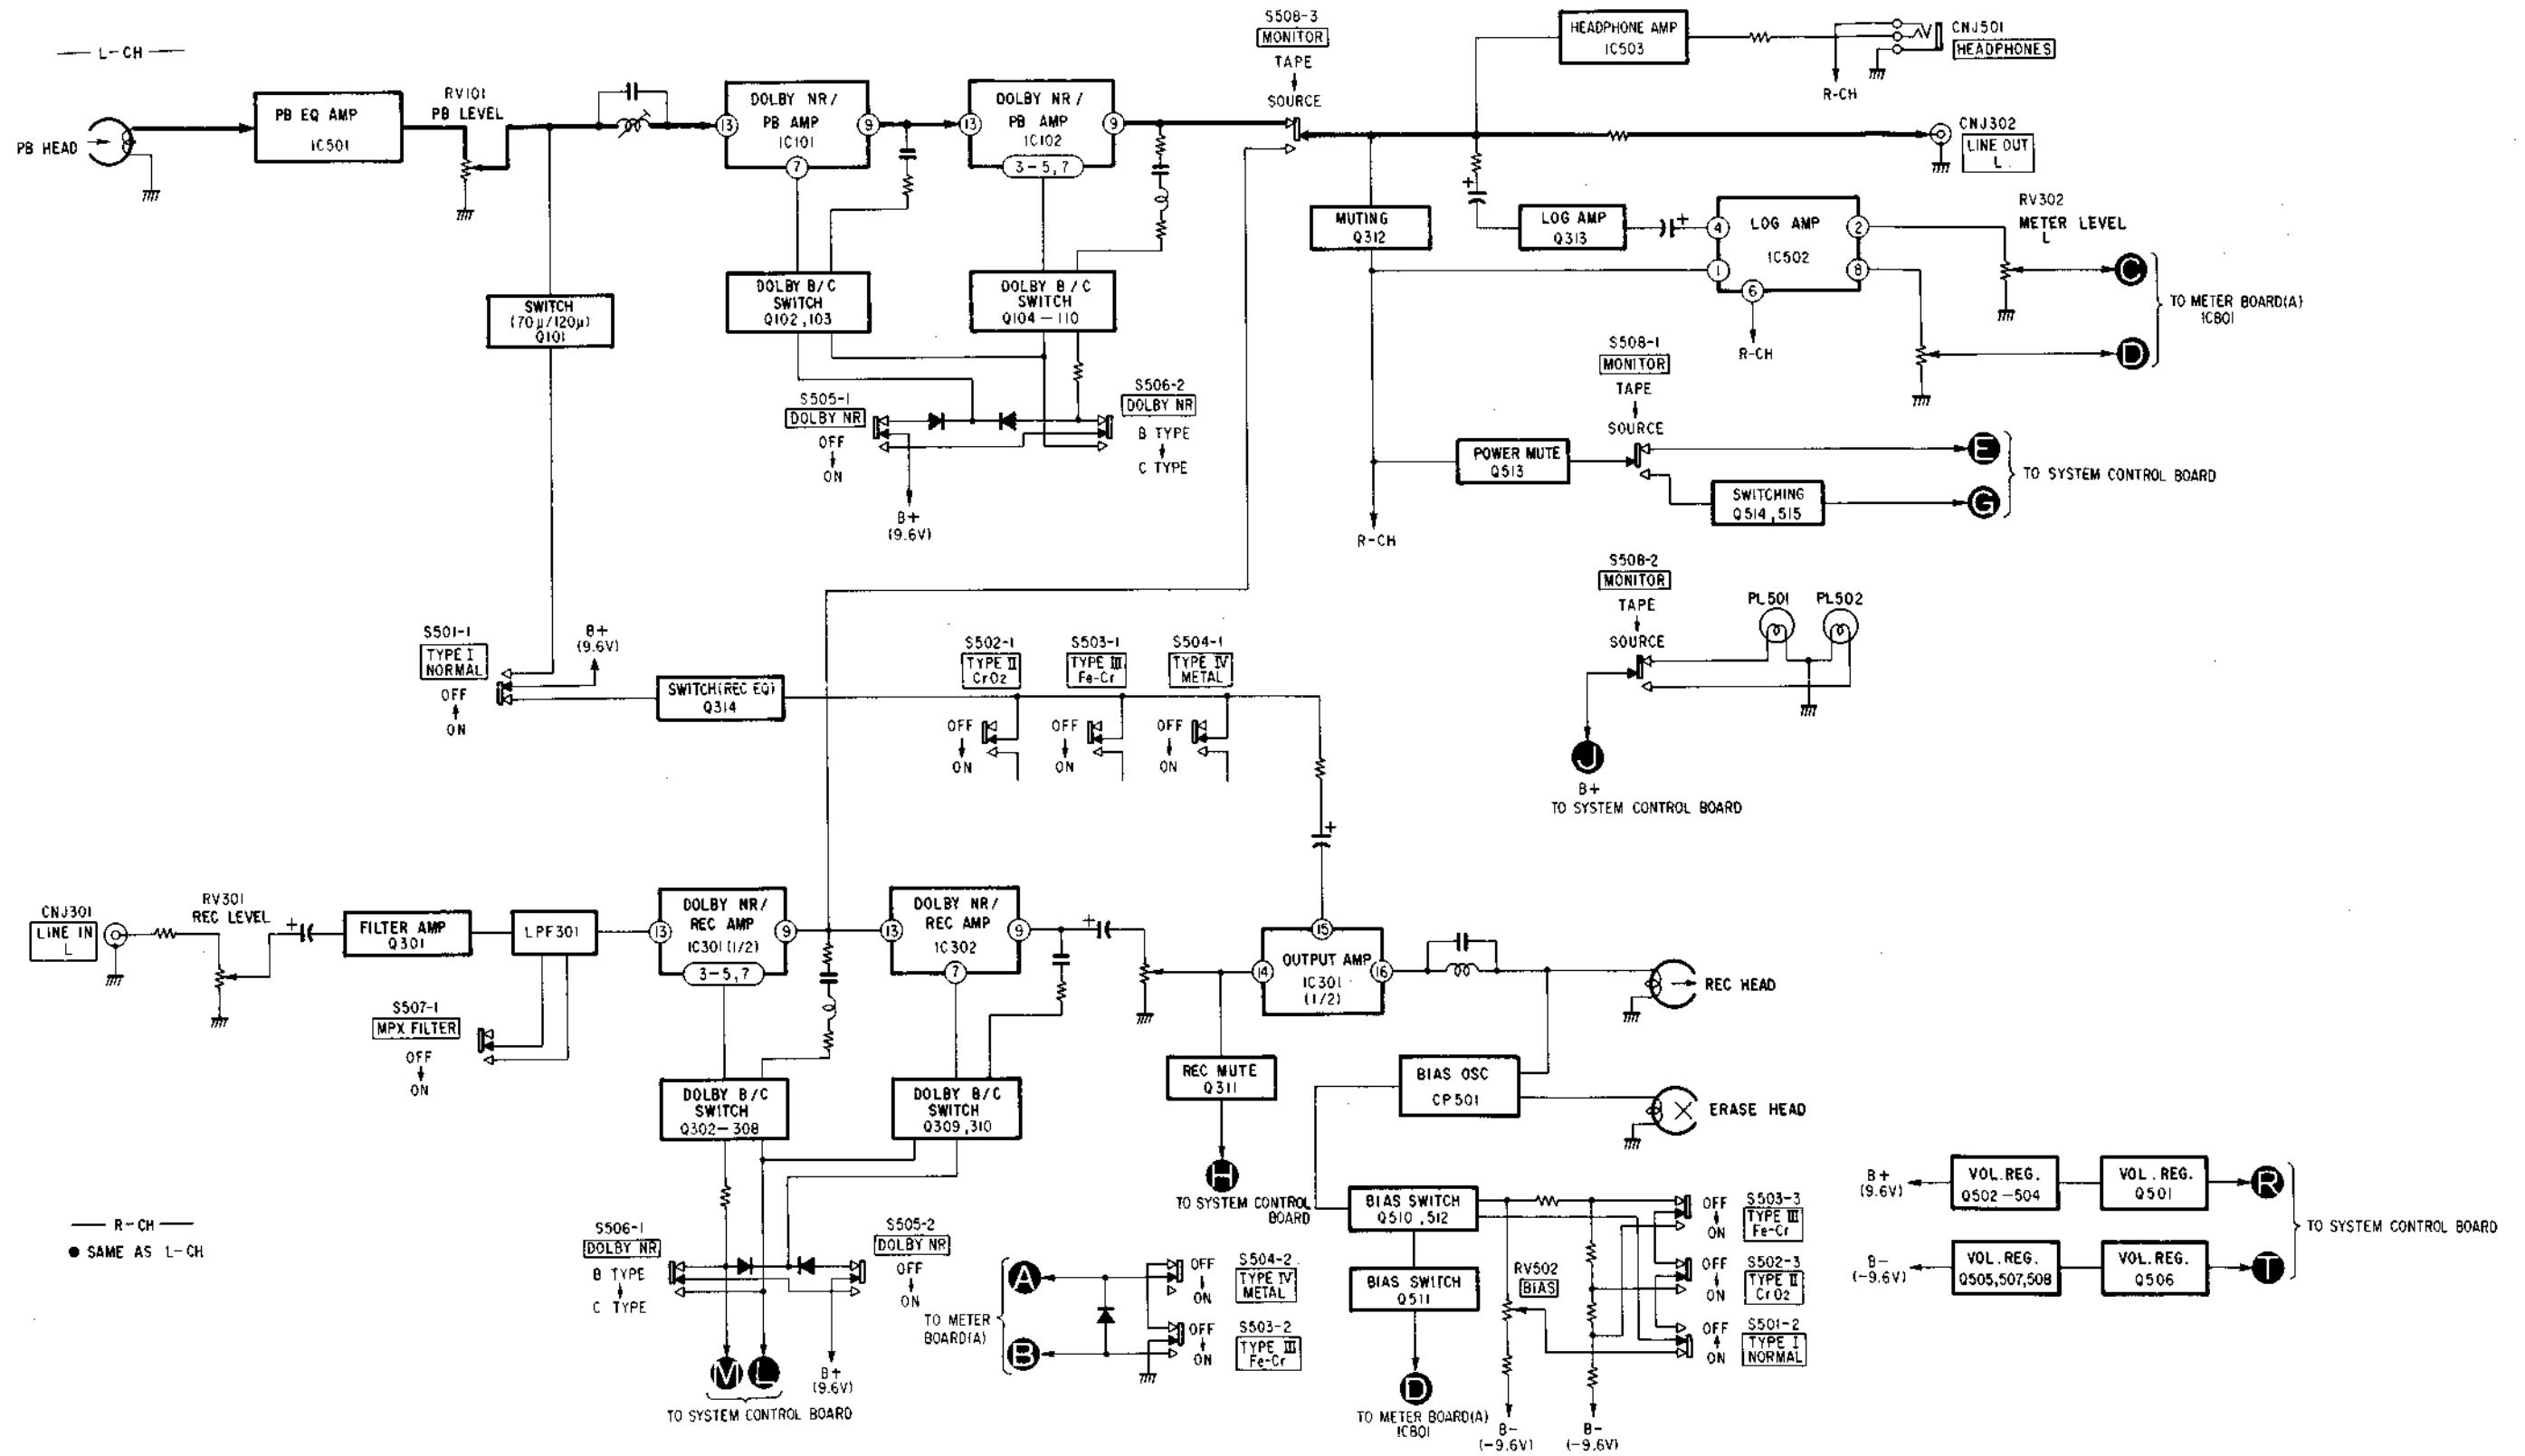 L-CH
PB HEAD
PB EQ AMP
IC501
RV101
PB LEVEL
DOLBY NR/
PB AMP
IC101
13
9
7
DOLBY NR/
PB AMP
IC102
13
9
3-5,7
S508-3
MONITOR
TAPE
SOURCE
HEADPHONE AMP
IC503
CNJ501
HEADPHONES
R-CH
CNJ302
LINE OUT
L
MUTING
Q312
LOG AMP
Q313
LOG AMP
IC502
4
2
1
8
6
R-CH
RV302
METER LEVEL
L
C
D
TO METER BOARD(A)
IC801
SWITCH
(70μ/120μ)
Q101
DOLBY B/C
SWITCH
Q102,103
DOLBY B/C
SWITCH
Q104-110
S505-1
DOLBY NR
OFF
ON
B+
(9.6V)
S506-2
DOLBY NR
B TYPE
C TYPE
S508-1
MONITOR
TAPE
SOURCE
POWER MUTE
Q513
SWITCHING
Q514,515
E
G
TO SYSTEM CONTROL BOARD
R-CH
S508-2
MONITOR
TAPE
SOURCE
PL501
PL502
J
B+
TO SYSTEM CONTROL BOARD
S501-1
TYPE I
NORMAL
OFF
ON
B+
(9.6V)
SWITCH(REC EQ)
Q314
S502-1
TYPE II
CrO2
OFF
ON
S503-1
TYPE III
Fe-Cr
OFF
ON
S504-1
TYPE IV
METAL
OFF
ON
CNJ301
LINE IN
L
RV301
REC LEVEL
FILTER AMP
Q301
LPF301
S507-1
MPX FILTER
OFF
ON
DOLBY NR/
REC AMP
IC301(1/2)
13
9
3-5,7
DOLBY NR/
REC AMP
IC302
13
9
7
OUTPUT AMP
IC301
(1/2)
15
14
16
REC HEAD
DOLBY B/C
SWITCH
Q302-308
DOLBY B/C
SWITCH
Q309,310
REC MUTE
Q311
H
TO SYSTEM CONTROL
BOARD
BIAS OSC
CP501
ERASE HEAD
R-CH
● SAME AS L-CH
S506-1
DOLBY NR
B TYPE
C TYPE
S505-2
DOLBY NR
OFF
ON
M
L
B+
(9.6V)
TO SYSTEM CONTROL BOARD
A
B
TO METER
BOARD(A)
S504-2
TYPE IV
METAL
OFF
ON
S503-2
TYPE III
Fe-Cr
OFF
ON
BIAS SWITCH
Q510,512
BIAS SWITCH
Q511
D
TO METER BOARD(A)
IC801
RV502
BIAS
B-
(-9.6V)
B-
(-9.6V)
OFF
ON
S503-3
TYPE III
Fe-Cr
OFF
ON
S502-3
TYPE II
CrO2
OFF
ON
S501-2
TYPE I
NORMAL
B+
(9.6V)
VOL.REG.
Q502-504
VOL.REG.
Q501
R
B-
(-9.6V)
VOL.REG.
Q505,507,508
VOL.REG.
Q506
T
TO SYSTEM CONTROL BOARD